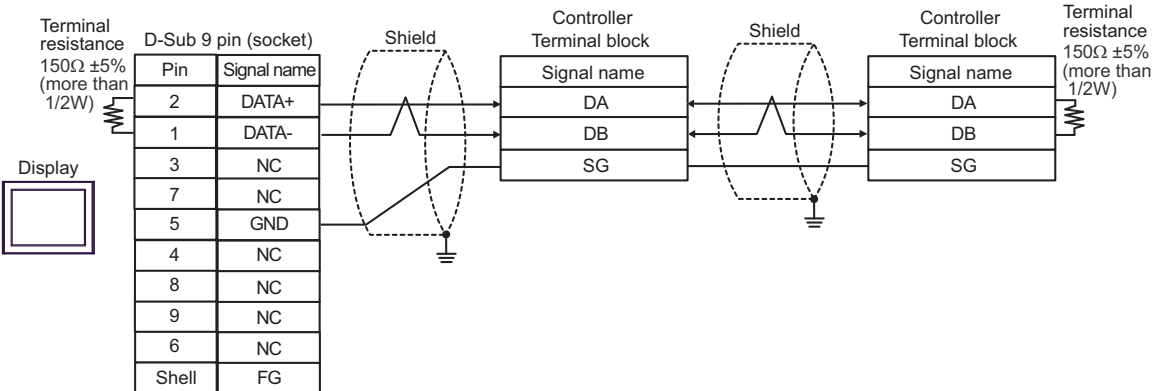 Terminal
resistance
150Ω ±5%
(more than
1/2W)
D-Sub 9 pin (socket)
Pin Signal name
2 DATA+
1 DATA-
3 NC
7 NC
5 GND
4 NC
8 NC
9 NC
6 NC
Shell FG
Display
Shield
Controller
Terminal block
Signal name
DA
DB
SG
Shield
Controller
Terminal block
Signal name
DA
DB
SG
Terminal
resistance
150Ω ±5%
(more than
1/2W)